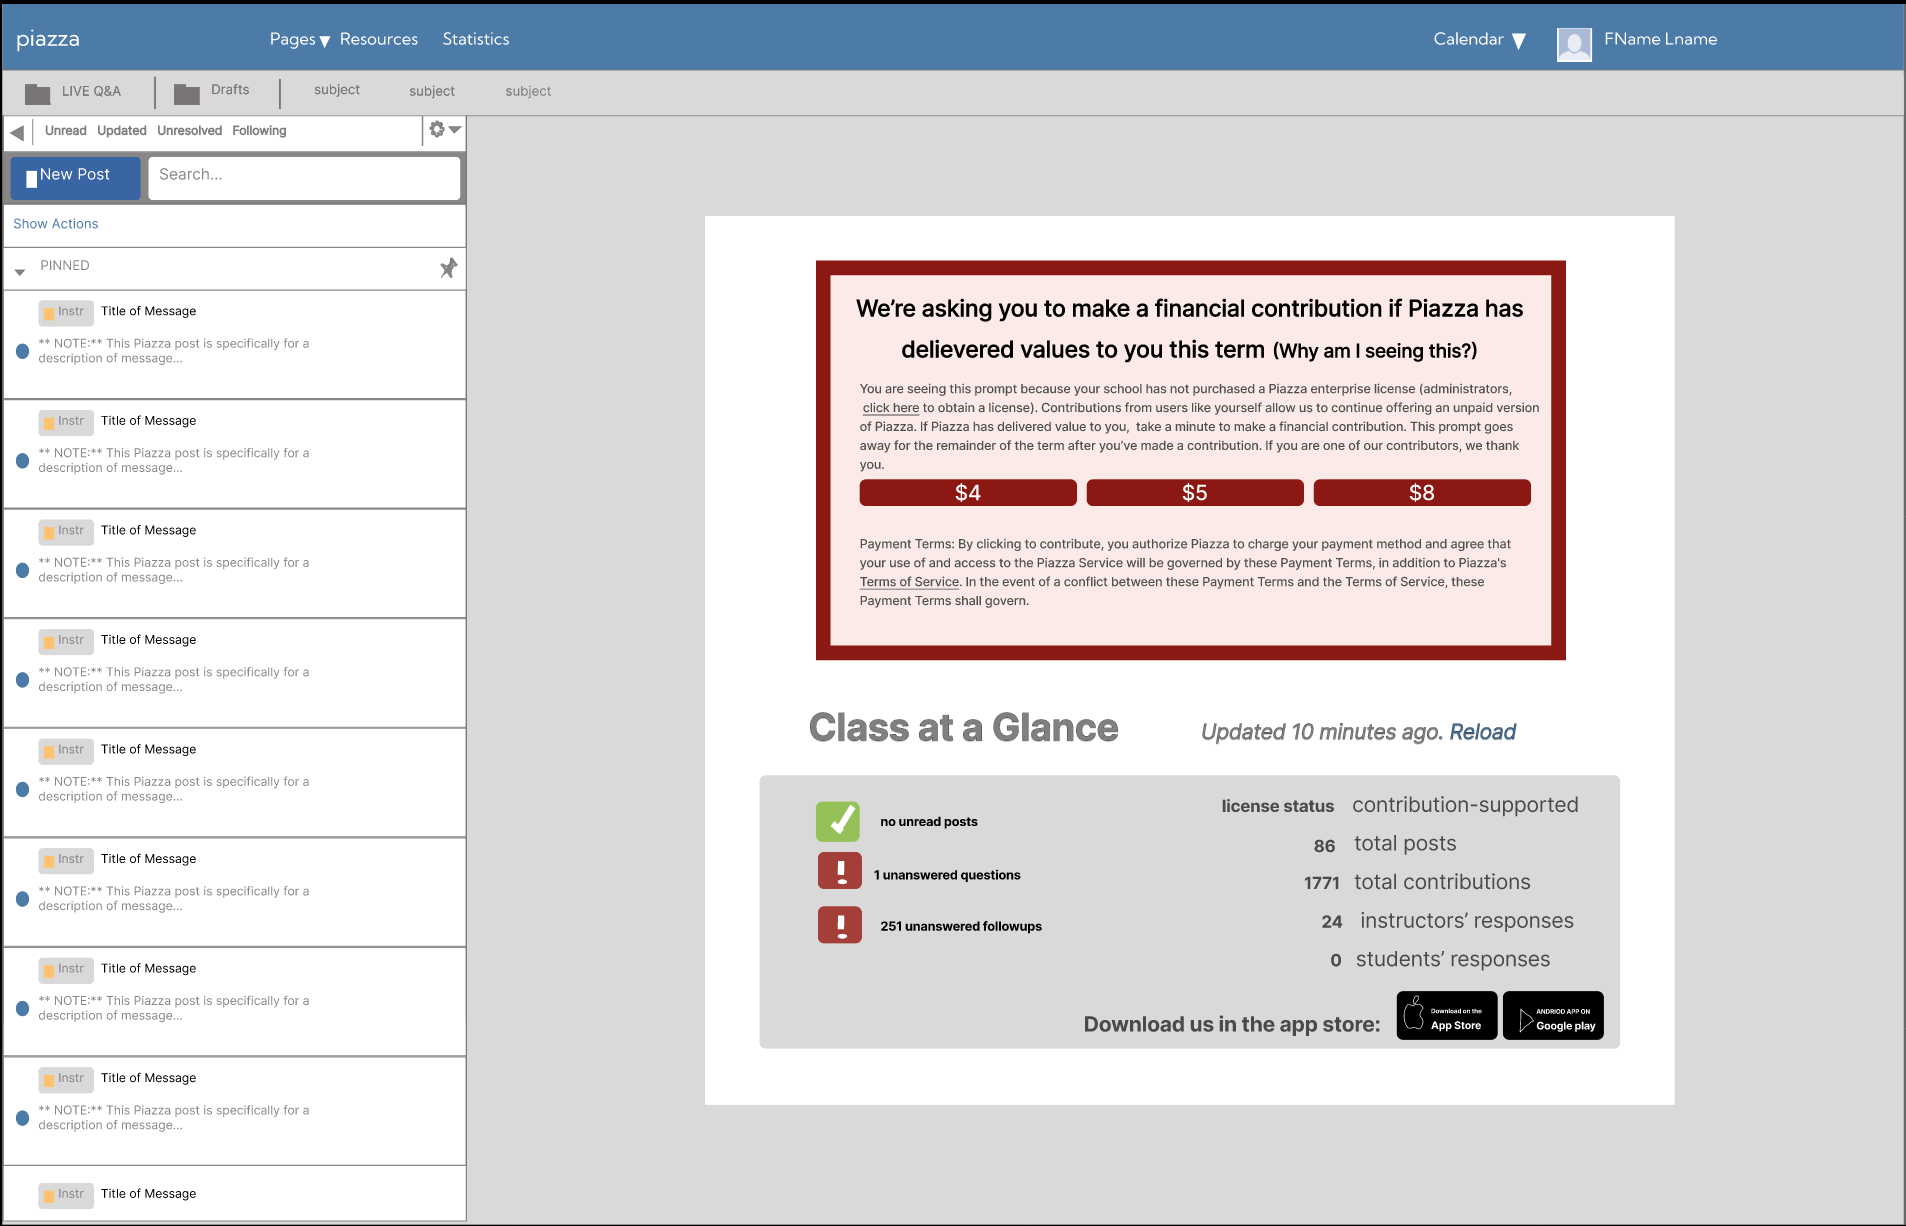 piazza
Pages
Resources
Statistics
Calendar
FName Lname
LIVE Q&A
Drafts
subject
subject
subject
Unread Updated Unresolved Following
New Post
Search...
Show Actions
PINNED
Instr Title of Message
** NOTE:** This Piazza post is specifically for a
description of message...
Instr Title of Message
** NOTE:** This Piazza post is specifically for a
description of message...
Instr Title of Message
** NOTE:** This Piazza post is specifically for a
description of message...
Instr Title of Message
** NOTE:** This Piazza post is specifically for a
description of message...
Instr Title of Message
** NOTE:** This Piazza post is specifically for a
description of message...
Instr Title of Message
** NOTE:** This Piazza post is specifically for a
description of message...
Instr Title of Message
** NOTE:** This Piazza post is specifically for a
description of message...
Instr Title of Message
** NOTE:** This Piazza post is specifically for a
description of message...
Instr Title of Message
We're asking you to make a financial contribution if Piazza has
delievered values to you this term (Why am I seeing this?)
You are seeing this prompt because your school has not purchased a Piazza enterprise license (administrators,
click here to obtain a license). Contributions from users like yourself allow us to continue offering an unpaid version
of Piazza. If Piazza has delivered value to you, take a minute to make a financial contribution. This prompt goes
away for the remainder of the term after you've made a contribution. If you are one of our contributors, we thank
you.
$4
$5
$8
Payment Terms: By clicking to contribute, you authorize Piazza to charge your payment method and agree that
your use of and access to the Piazza Service will be governed by these Payment Terms, in addition to Piazza's
Terms of Service. In the event of a conflict between these Payment Terms and the Terms of Service, these
Payment Terms shall govern.
Class at a Glance
Updated 10 minutes ago. Reload
no unread posts
1 unanswered questions
251 unanswered followups
license status contribution-supported
86 total posts
1771 total contributions
24 instructors' responses
0 students' responses
Download us in the app store:
Download on the
App Store
ANDRIOD APP ON
Google play